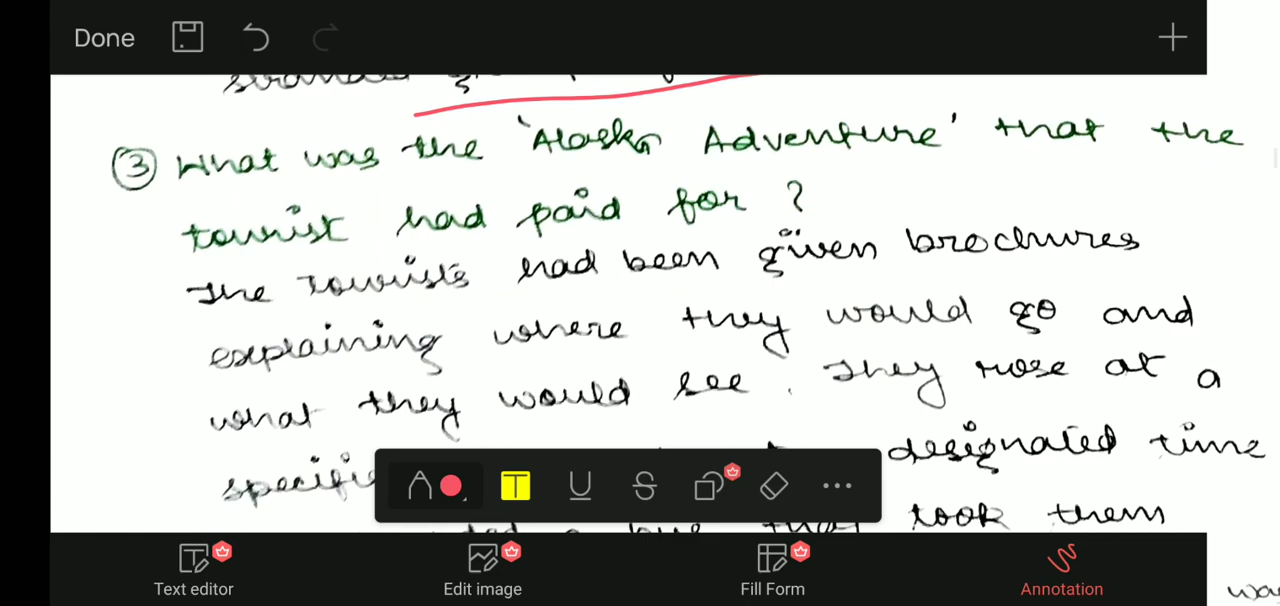 Done
③ What was the 'Alaska Adventure' that the
tourist had paid for?
The tourists had been given brochures
explaining where they would go and
what they would see. They rose at a
designated time
took them
Text editor
Edit image
Fill Form
Annotation